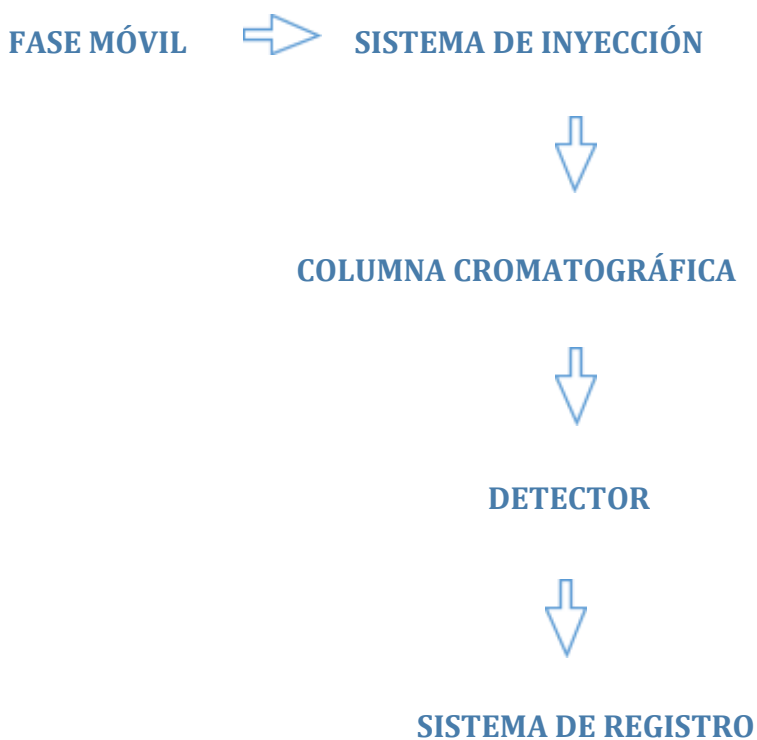 FASE MÓVIL SISTEMA DE INYECCIÓN
COLUMNA CROMATOGRÁFICA
DETECTOR
SISTEMA DE REGISTRO